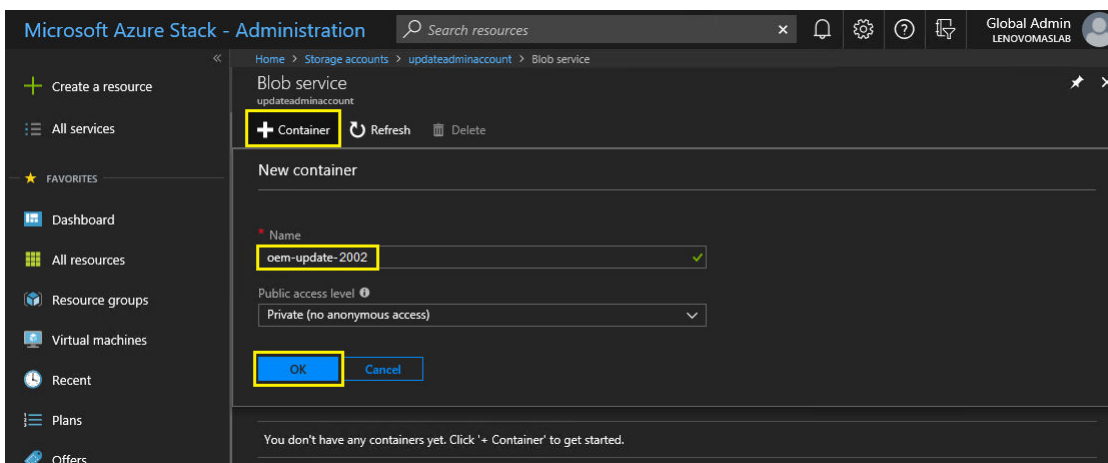 Microsoft Azure Stack - Administration
Search resources
Global Admin
LENOVOMASLAB
Home > Storage accounts > updateadminaccount > Blob service
Create a resource
All services
FAVORITES
Dashboard
All resources
Resource groups
Virtual machines
Recent
Plans
Offers
Blob service
updateadminaccount
Container Refresh Delete
New container
* Name
oem-update-2002
Public access level
Private (no anonymous access)
OK Cancel
You don't have any containers yet. Click '+ Container' to get started.